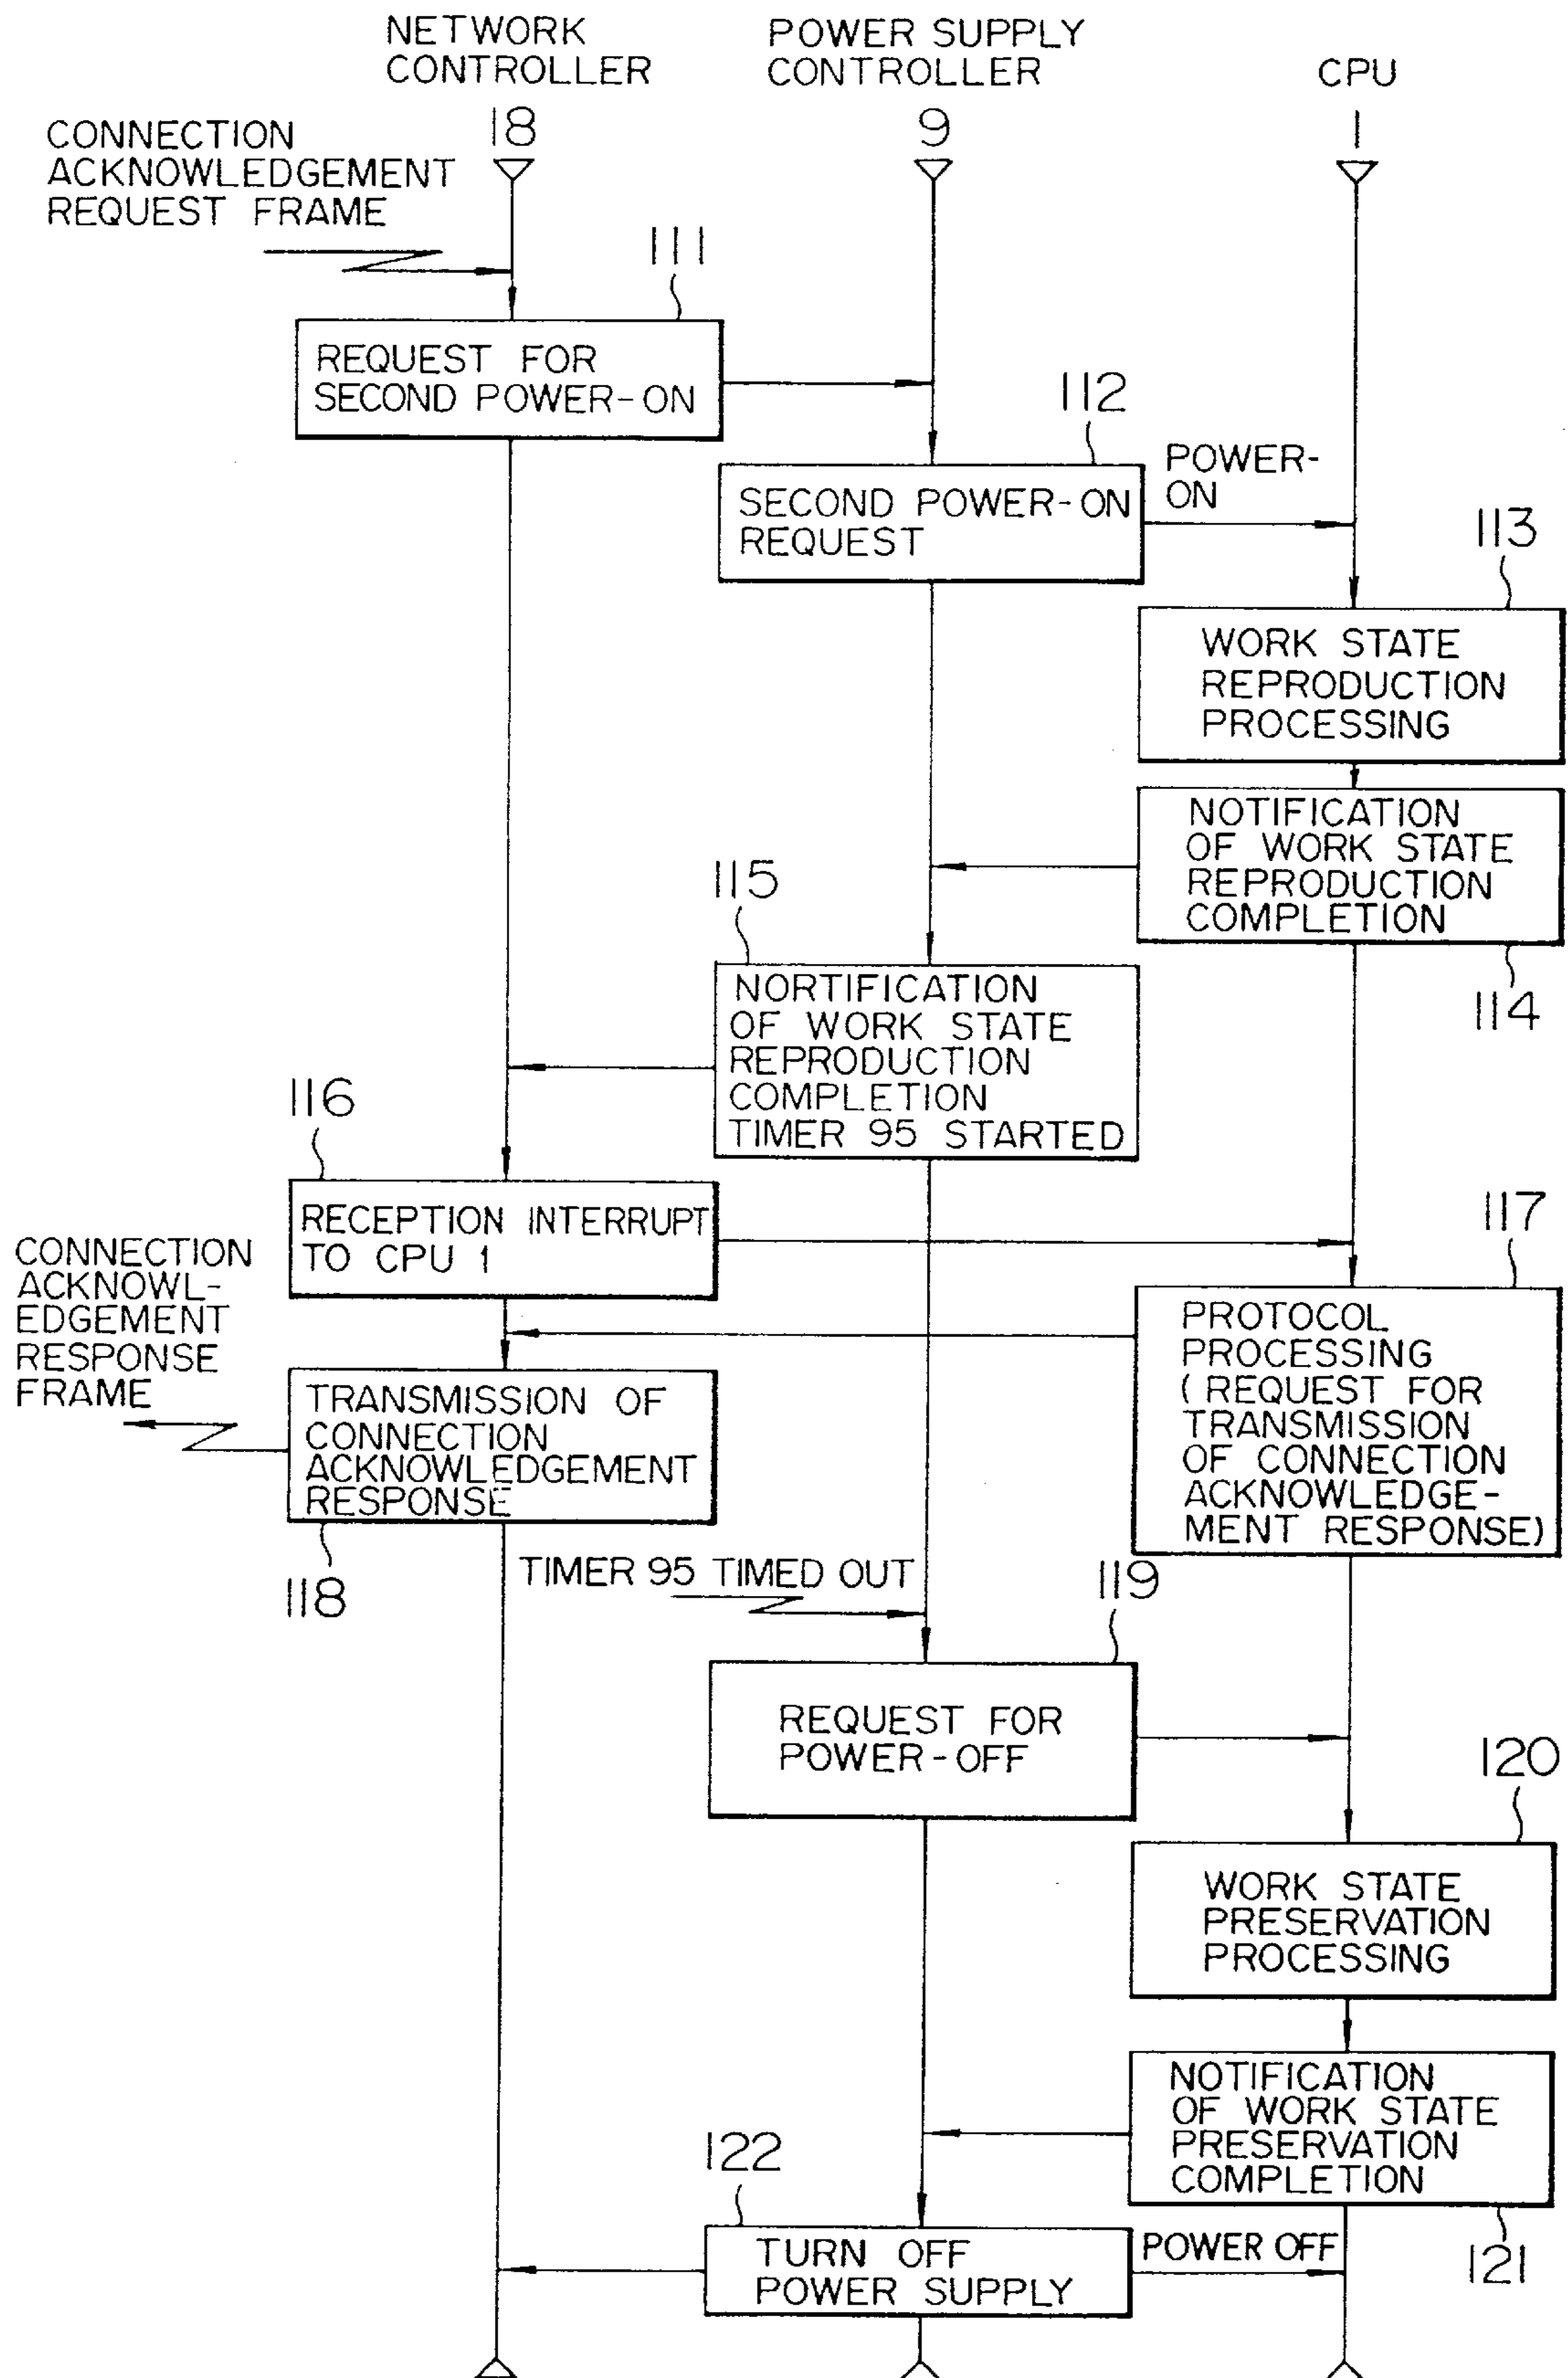 NETWORK
CONTROLLER
18
POWER SUPPLY
CONTROLLER
9
CPU
1
CONNECTION
ACKNOWLEDGEMENT
REQUEST FRAME
111
REQUEST FOR
SECOND POWER-ON
112
SECOND POWER-ON
REQUEST
POWER-
ON
113
WORK STATE
REPRODUCTION
PROCESSING
NOTIFICATION
OF WORK STATE
REPRODUCTION
COMPLETION
114
115
NORTIFICATION
OF WORK STATE
REPRODUCTION
COMPLETION
TIMER 95 STARTED
116
RECEPTION INTERRUPT
TO CPU 1
117
PROTOCOL
PROCESSING
(REQUEST FOR
TRANSMISSION
OF CONNECTION
ACKNOWLEDGE-
MENT RESPONSE)
CONNECTION
ACKNOWL-
EDGEMENT
RESPONSE
FRAME
TRANSMISSION OF
CONNECTION
ACKNOWLEDGEMENT
RESPONSE
118
TIMER 95 TIMED OUT
119
REQUEST FOR
POWER-OFF
120
WORK STATE
PRESERVATION
PROCESSING
NOTIFICATION
OF WORK STATE
PRESERVATION
COMPLETION
121
122
TURN OFF
POWER SUPPLY
POWER OFF